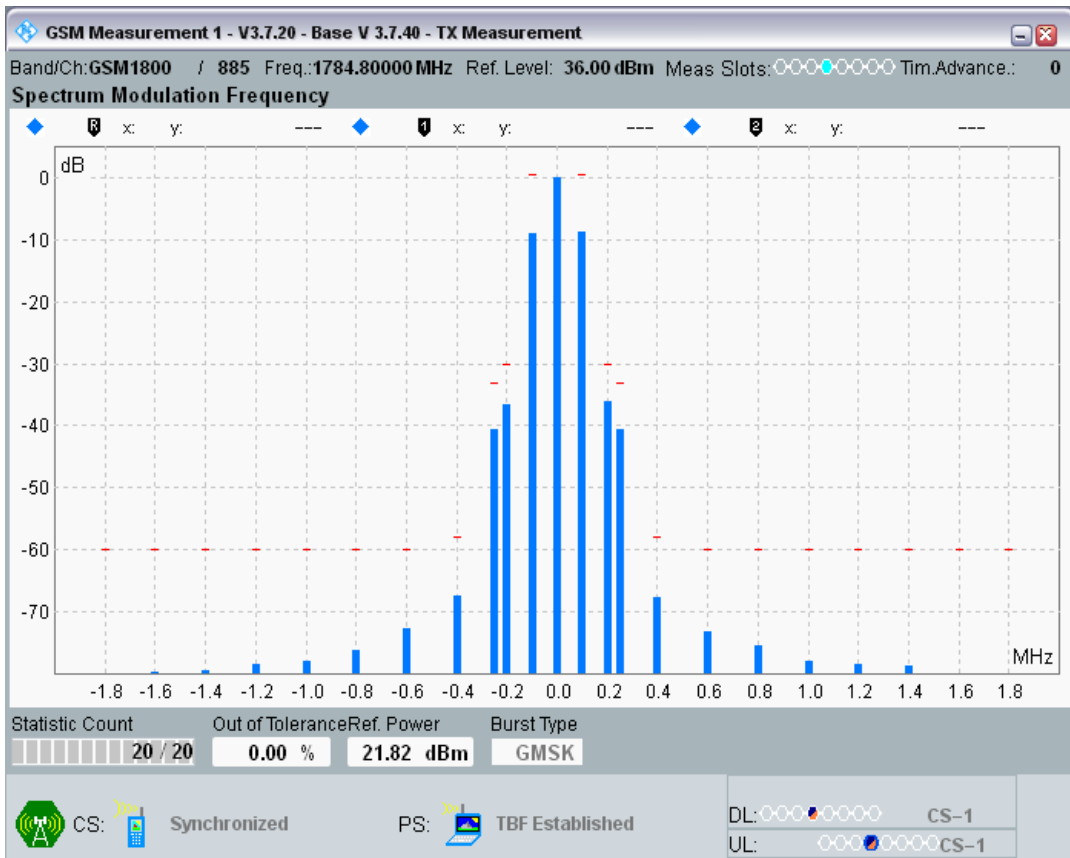 GSM Measurement 1 - V3.7.20 - Base V 3.7.40 - TX Measurement
Band/Ch:GSM1800 / 885 Freq.:1784.80000 MHz Ref. Level: 36.00 dBm Meas Slots: Tim.Advance.: 0
Spectrum Modulation Frequency
R x: y: --- 1 x: y: --- 2 x: y: ---
dB
0
-10
-20
-30
-40
-50
-60
-70
MHz
-1.8 -1.6 -1.4 -1.2 -1.0 -0.8 -0.6 -0.4 -0.2 0.0 0.2 0.4 0.6 0.8 1.0 1.2 1.4 1.6 1.8
Statistic Count Out of Tolerance Ref. Power Burst Type
20 / 20 0.00 % 21.82 dBm GMSK
CS: Synchronized PS: TBF Established
DL: CS-1
UL: CS-1